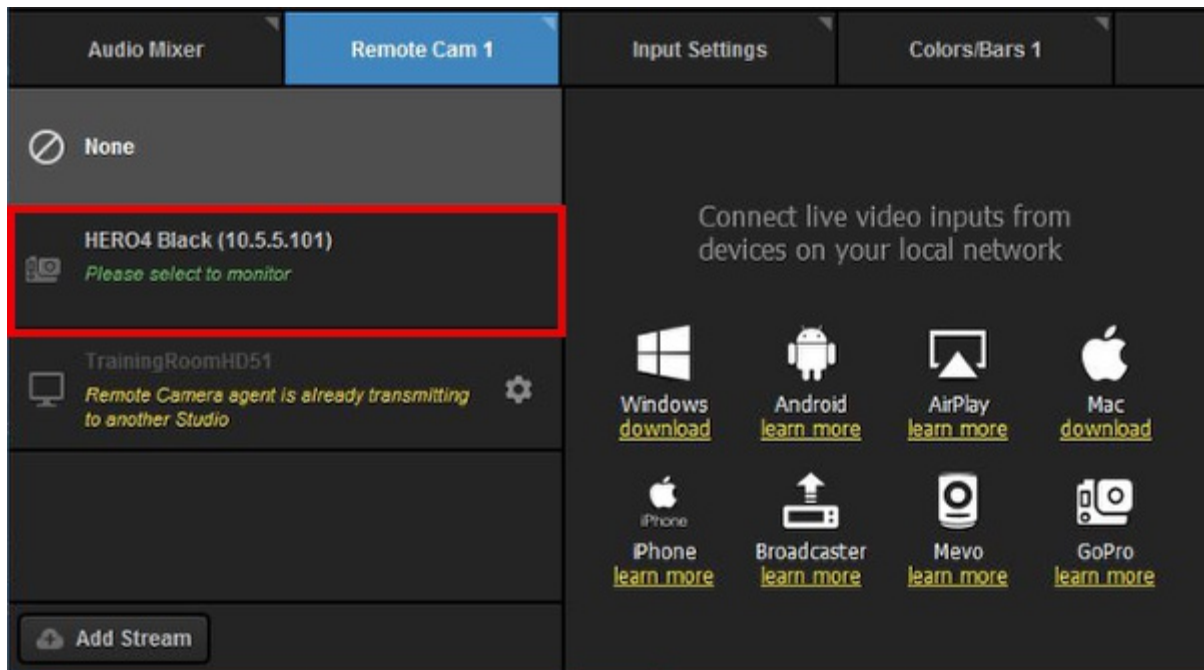 Audio Mixer
Remote Cam 1
Input Settings
Colors/Bars 1
None
HERO4 Black (10.5.5.101)
Please select to monitor
TrainingRoomHD51
Remote Camera agent is already transmitting
to another Studio
Add Stream
Connect live video inputs from
devices on your local network
Windows
download
Android
learn more
AirPlay
learn more
Mac
download
iPhone
iPhone
learn more
Broadcaster
learn more
Mevo
learn more
GoPro
learn more